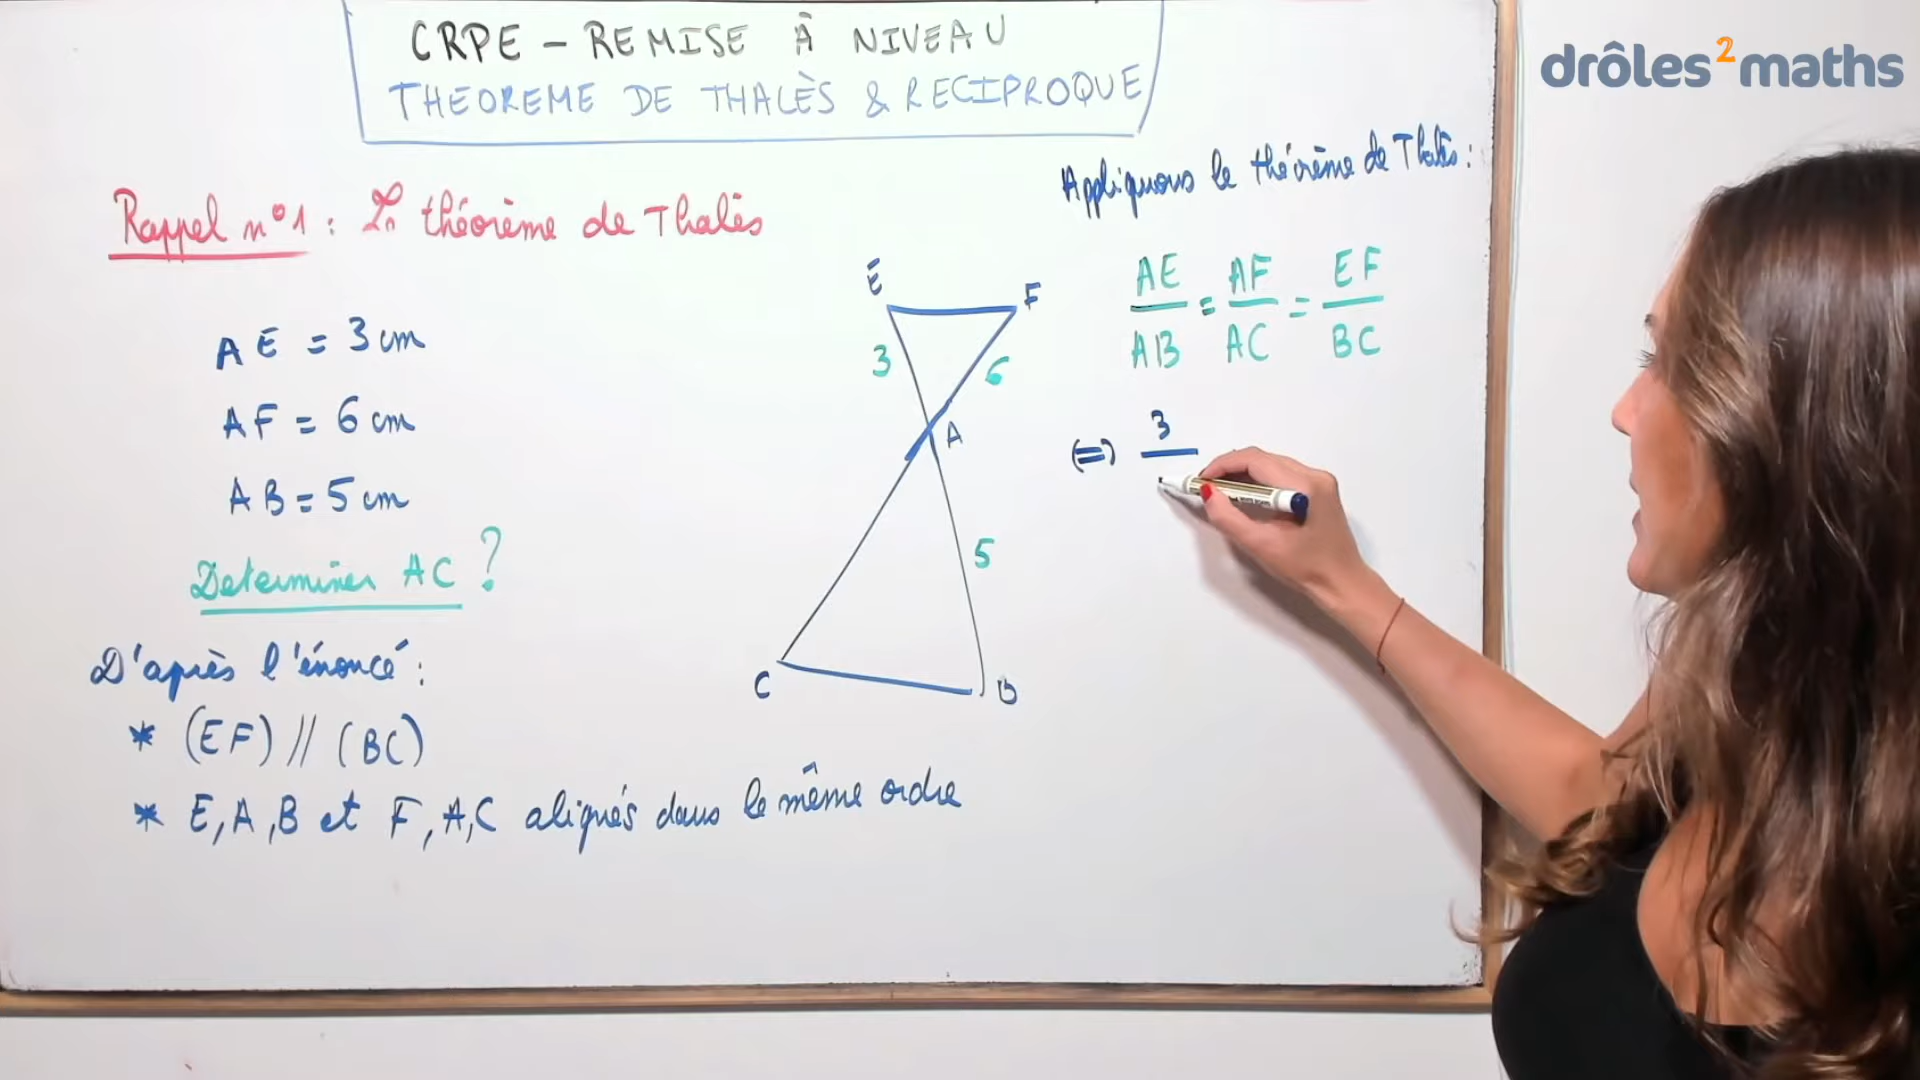 CRPE - REMISE À NIVEAU
THEOREME DE THALÈS & RECIPROQUE
drôles²maths
Rappel n°1 : Le théorème de Thalès
AE = 3 cm
AF = 6 cm
AB = 5 cm
Determiner AC ?
D'après l'énoncé :
* (EF) // (BC)
* E, A, B et F, A, C aliqués dans le même ordre
E
F
3
6
A
5
C
B
Appliquons le théorème de Thalès :
AE/AB = AF/AC = EF/BC
(=) 3